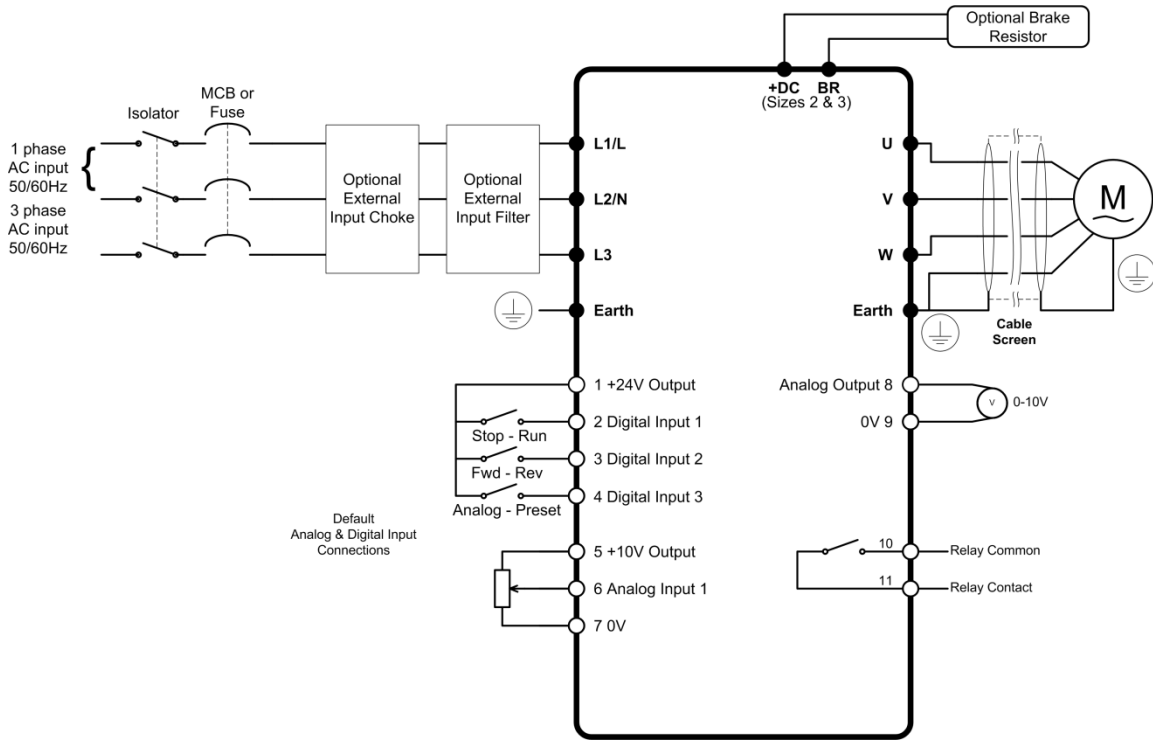 Optional Brake
Resistor
+DC BR
(Sizes 2 & 3)
MCB or
Fuse
Isolator
1 phase
AC input
50/60Hz
{
3 phase
AC input
50/60Hz
Optional
External
Input Choke
Optional
External
Input Filter
L1/L
L2/N
L3
Earth
U
V
W
Earth
M
Cable
Screen
1 +24V Output
2 Digital Input 1
Stop - Run
3 Digital Input 2
Fwd - Rev
4 Digital Input 3
Analog - Preset
Default
Analog & Digital Input
Connections
5 +10V Output
6 Analog Input 1
7 0V
Analog Output 8
V
0-10V
0V 9
10
Relay Common
11
Relay Contact